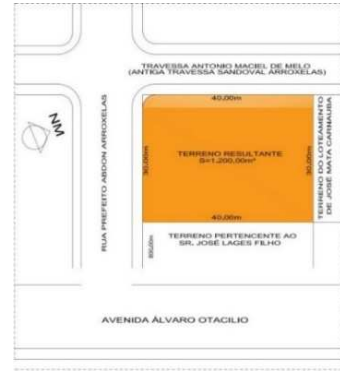 TRAVESSA ANTONIO MACIEL DE MELO
(ANTIGA TRAVESSA SANDOVAL ARROXELAS)
40,00m
NM
RUA PREFEITO ABDON ARROXELAS
30,00m
TERRENO RESULTANTE
S=1.200,00m²
30,00m
TERRENO DO LOTEAMENTO
DE JOSÉ MATA CARNAUBA
40,00m
TERRENO PERTENCENTE AO
SR. JOSÉ LAGES FILHO
AVENIDA ÁLVARO OTACILIO